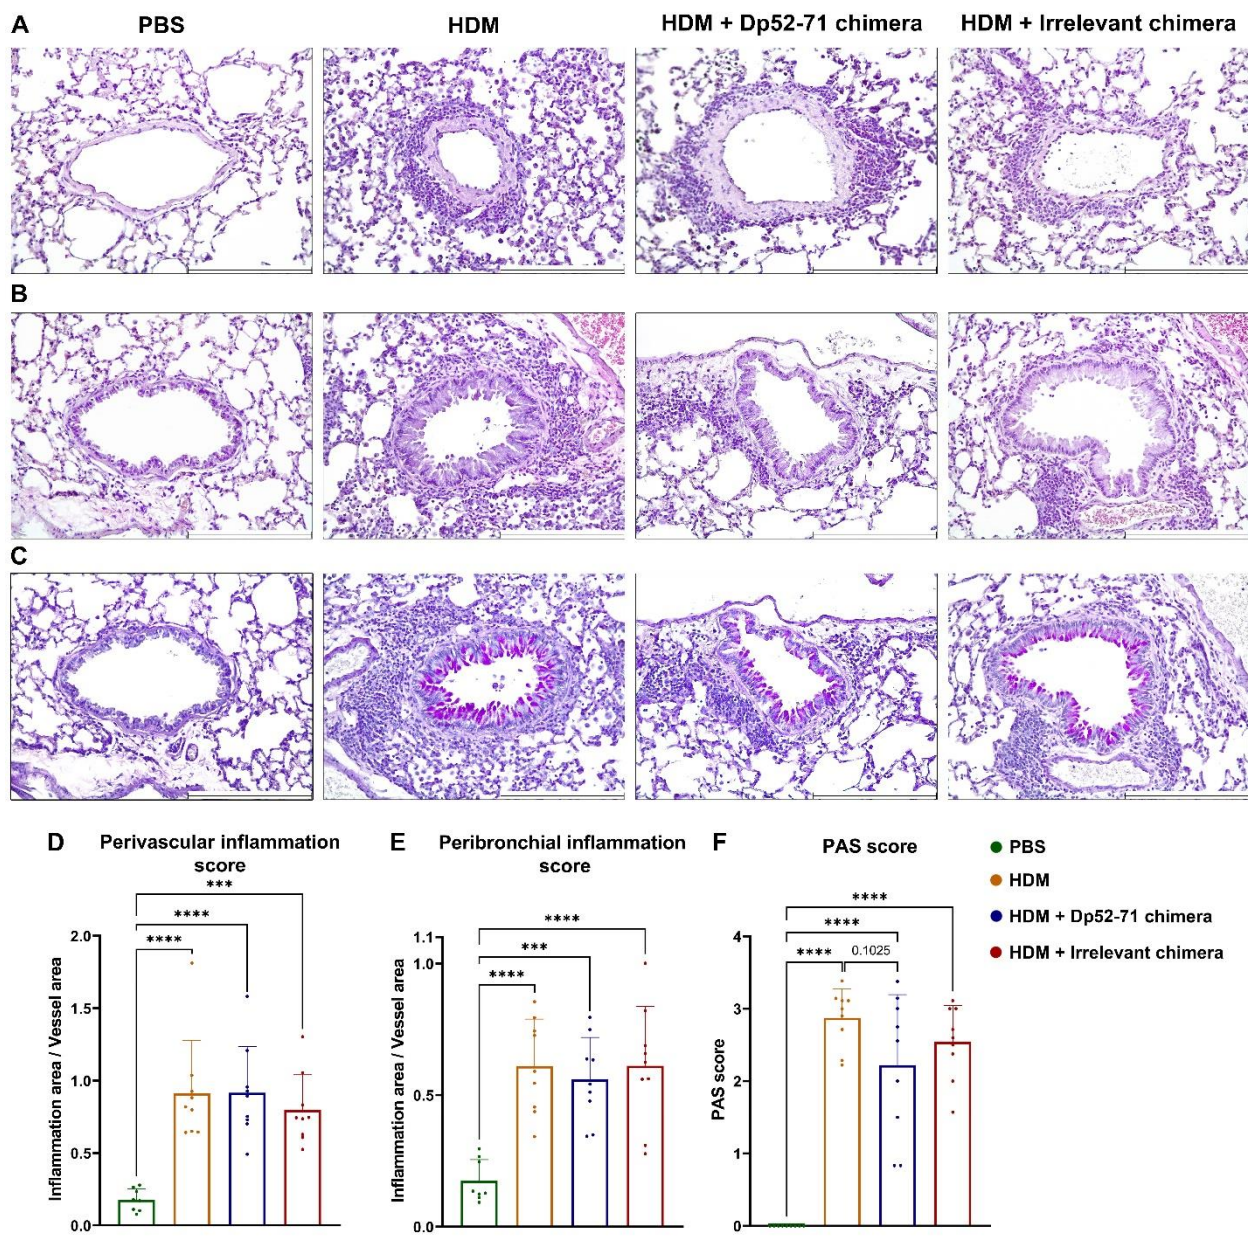 A
PBS
HDM
HDM + Dp52-71 chimera
HDM + Irrelevant chimera
B
C
D
Perivascular inflammation
score
***
****
****
Inflammation area / Vessel area
2.0
1.5
1.0
0.5
0.0
E
Peribronchial inflammation
score
****
***
****
Inflammation area / Vessel area
1.1
1.0
0.5
0.0
F
PAS score
****
****
****
0.1025
PAS score
4
3
2
1
0
PBS
HDM
HDM + Dp52-71 chimera
HDM + Irrelevant chimera